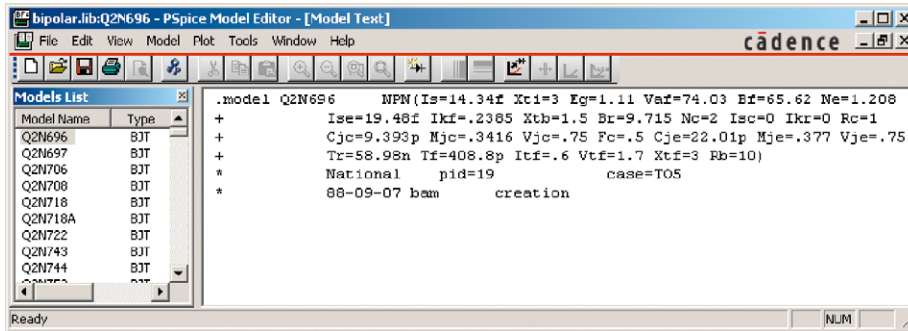 bipolar.lib:Q2N696 - PSpice Model Editor - [Model Text]
File Edit View Model Plot Tools Window Help
cādence
Models List
Model Name Type
Q2N696 BJT
Q2N697 BJT
Q2N706 BJT
Q2N708 BJT
Q2N718 BJT
Q2N718A BJT
Q2N722 BJT
Q2N743 BJT
Q2N744 BJT
.model Q2N696 NPN(Is=14.34f Xti=3 Eg=1.11 Vaf=74.03 Bf=65.62 Ne=1.208
+ Ise=19.48f Ikf=.2385 Xtb=1.5 Br=9.715 Nc=2 Isc=0 Ikr=0 Rc=1
+ Cjc=9.393p Mjc=.3416 Vjc=.75 Fc=.5 Cje=22.01p Mje=.377 Vje=.75
+ Tr=58.98n Tf=408.8p Itf=.6 Vtf=1.7 Xtf=3 Rb=10)
* National pid=19 case=TO5
* 88-09-07 bam creation
Ready
NUM